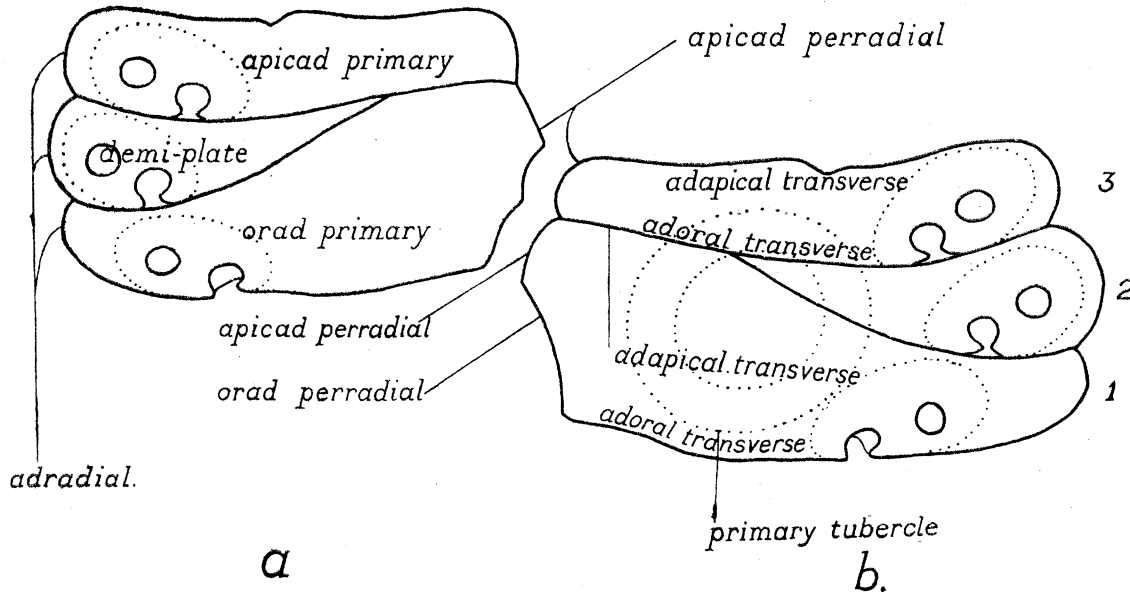 apicad primary
demi-plate
orad primary
apicad perradial
orad perradial
adradial.
a
apicad perradial
adapical transverse
adoral transverse
adapical transverse
adoral transverse
primary tubercle
3
2
1
b.